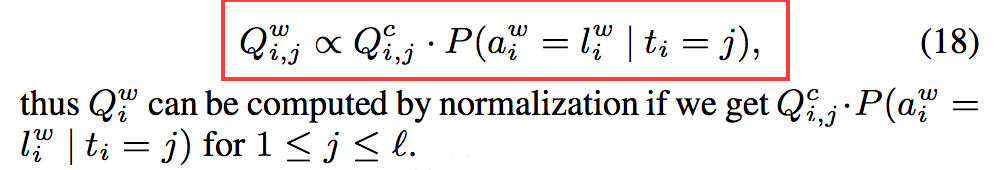 Q^w_{i,j} ∝ Q^c_{i,j} · P(a^w_i = l^w_i | t_i = j), (18)
thus Q^w_i can be computed by normalization if we get Q^c_{i,j}·P(a^w_i =
l^w_i | t_i = j) for 1 ≤ j ≤ ℓ.